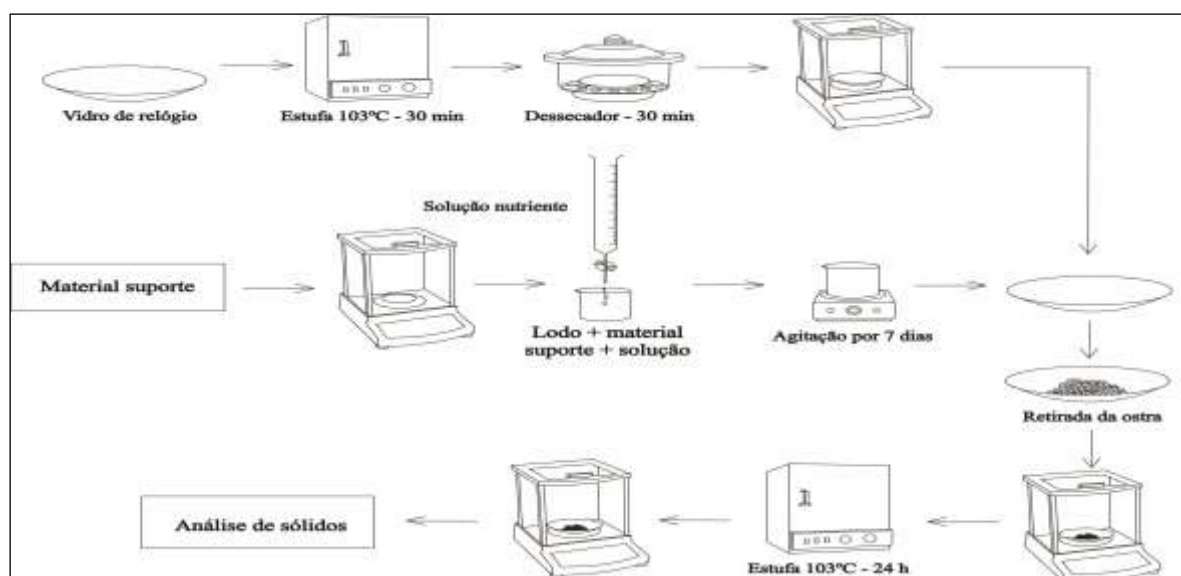 Vidro de relógio
Estufa 103ºC - 30 min
Dessecador - 30 min
Solução nutriente
Material suporte
Lodo + material
suporte + solução
Agitação por 7 dias
Retirada da ostra
Análise de sólidos
Estufa 103ºC - 24 h